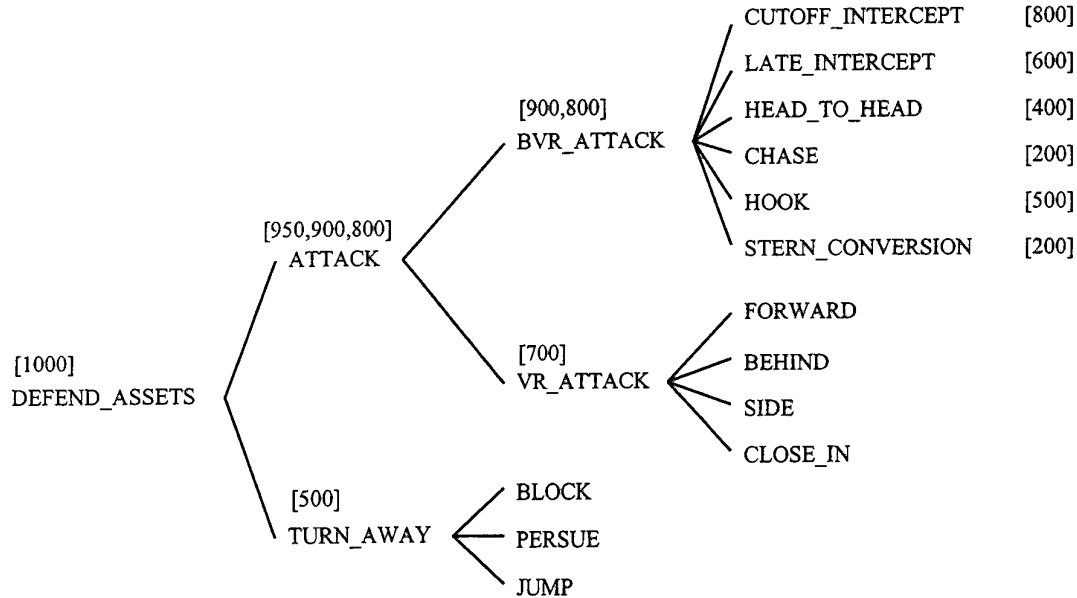 CUTOFF_INTERCEPT [800]
LATE_INTERCEPT [600]
[900,800]
HEAD_TO_HEAD [400]
BVR_ATTACK
CHASE [200]
HOOK [500]
[950,900,800]
STERN_CONVERSION [200]
ATTACK
FORWARD
[700]
[1000]
BEHIND
VR_ATTACK
DEFEND_ASSETS
SIDE
CLOSE_IN
[500]
BLOCK
TURN_AWAY
PERSUE
JUMP